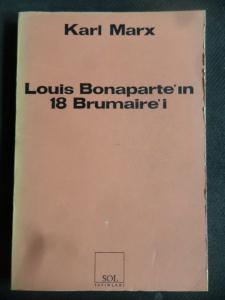 Karl Marx
Louis Bonaparte'ın
18 Brumaire'i
SOL
YAYINLARI